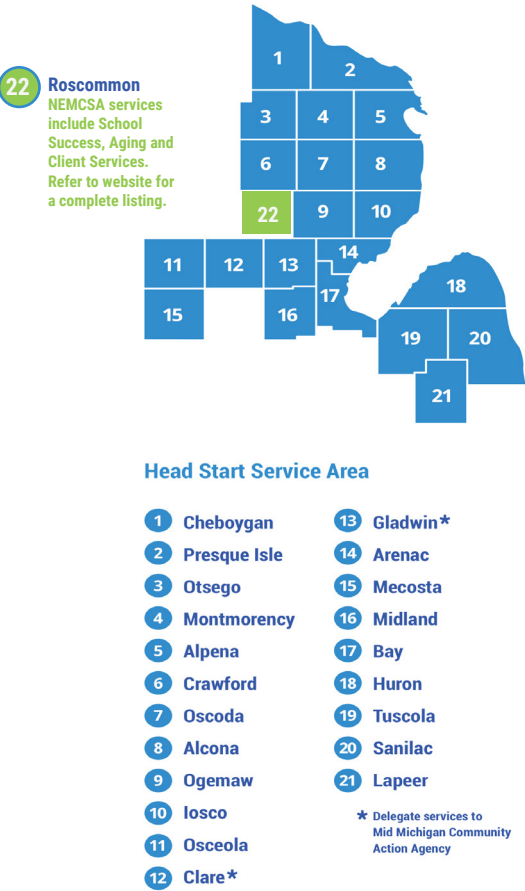 22 Roscommon
NEMCSA services
include School
Success, Aging and
Client Services.
Refer to website for
a complete listing.
1
2
3
4
5
6
7
8
22
9
10
11
12
13
14
15
16
17
18
19
20
21
Head Start Service Area
1 Cheboygan
2 Presque Isle
3 Otsego
4 Montmorency
5 Alpena
6 Crawford
7 Oscoda
8 Alcona
9 Ogemaw
10 Iosco
11 Osceola
12 Clare*
13 Gladwin*
14 Arenac
15 Mecosta
16 Midland
17 Bay
18 Huron
19 Tuscola
20 Sanilac
21 Lapeer
* Delegate services to
Mid Michigan Community
Action Agency